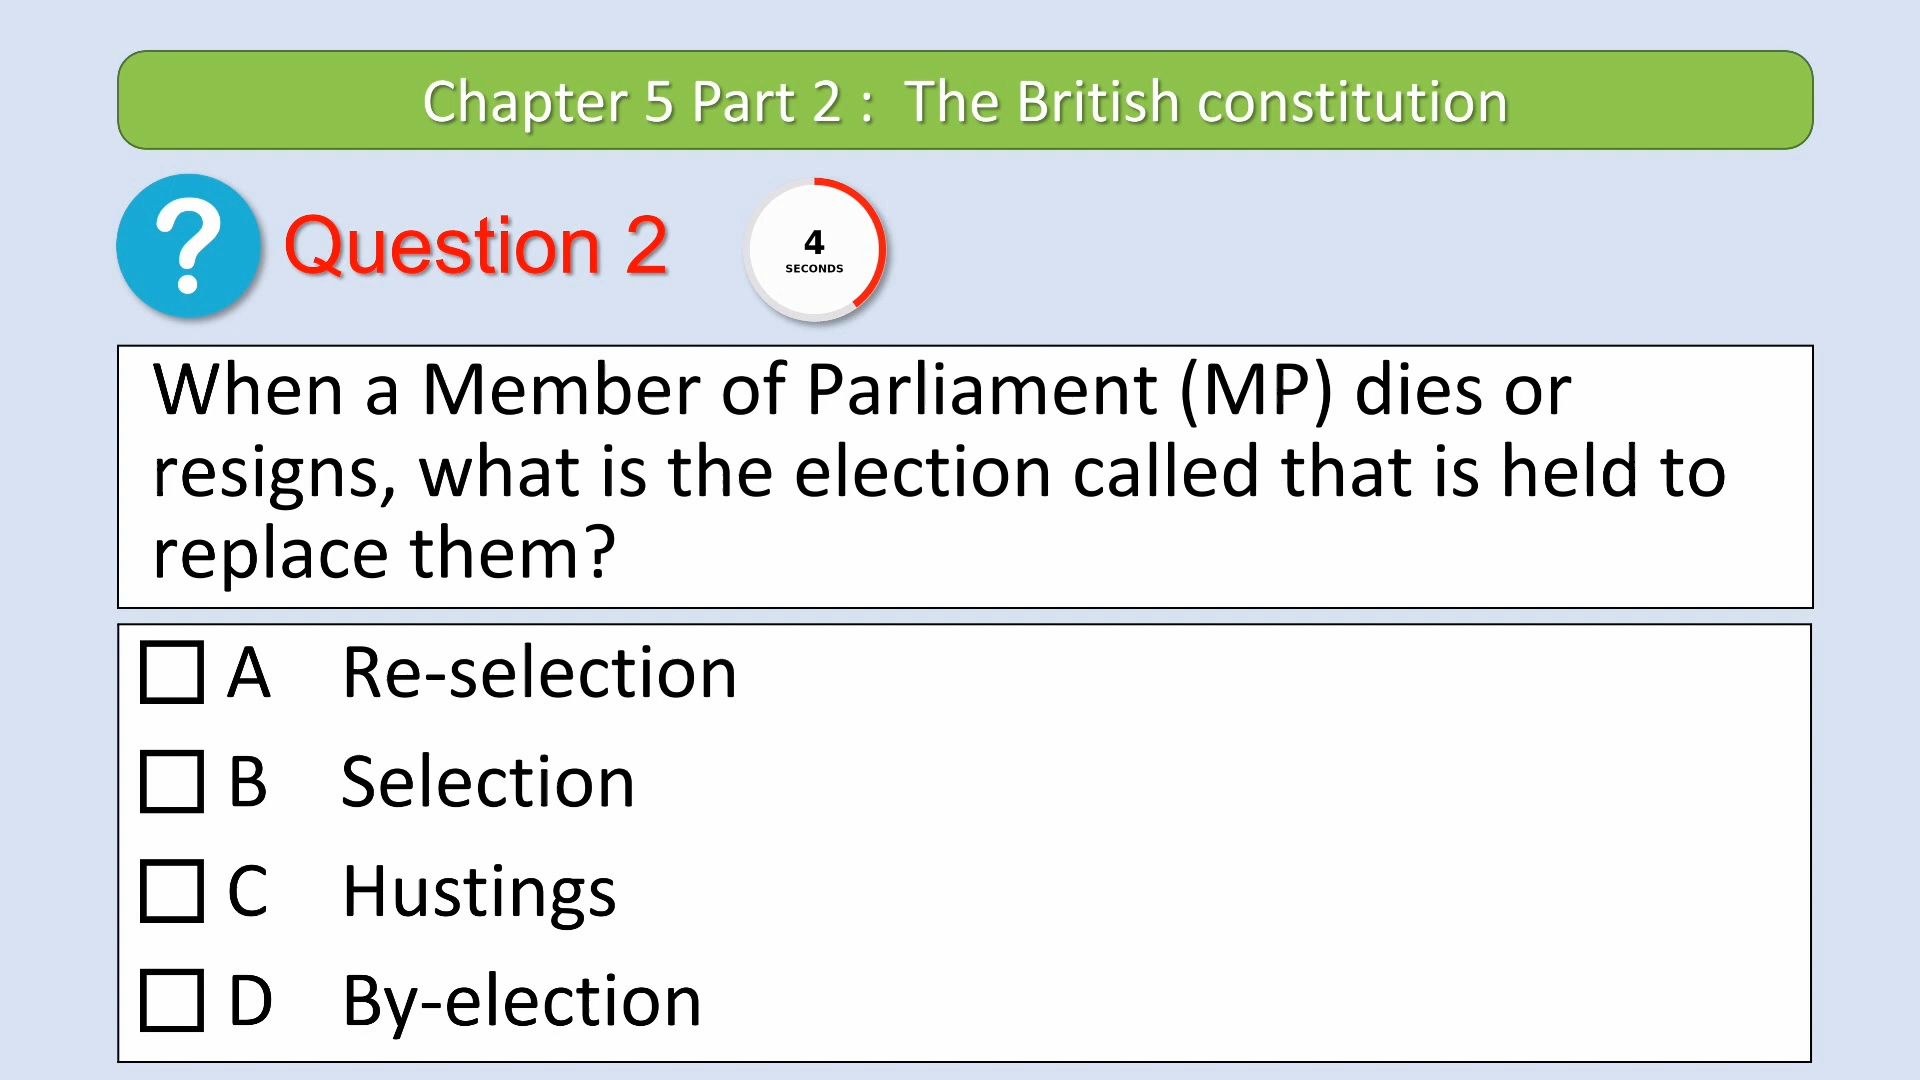 Chapter 5 Part 2 :  The British constitution
?
Question 2
4
SECONDS
When a Member of Parliament (MP) dies or
resigns, what is the election called that is held to
replace them?
A Re-selection
B Selection
C Hustings
D By-election